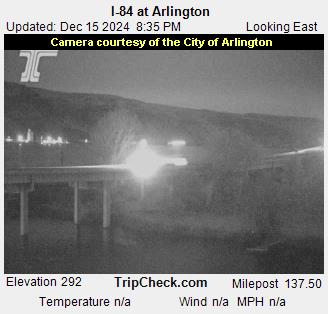 I-84 at Arlington
Updated: Dec 15 2024 8:35 PM Looking East
Camera courtesy of the City of Arlington
Elevation 292 TripCheck.com Milepost 137.50
Temperature n/a Wind n/a MPH n/a